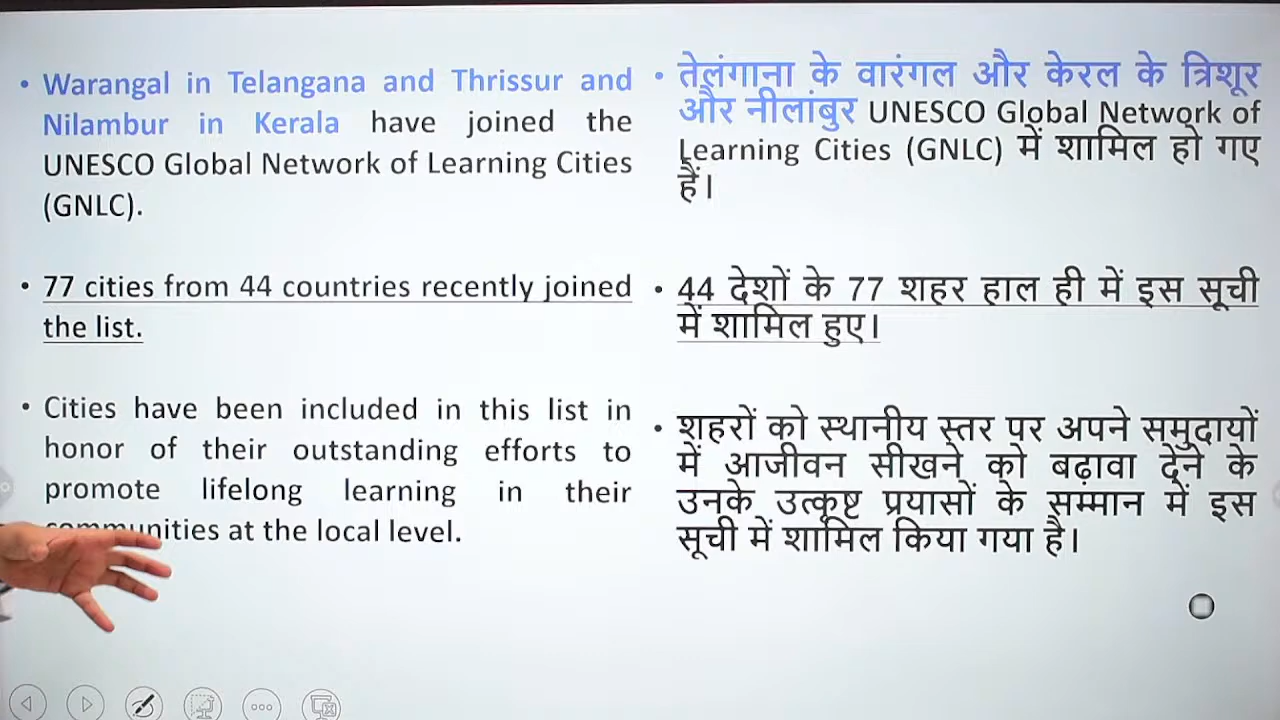 • Warangal in Telangana and Thrissur and
Nilambur in Kerala have joined the
UNESCO Global Network of Learning Cities
(GNLC).
• 77 cities from 44 countries recently joined
the list.
• Cities have been included in this list in
honor of their outstanding efforts to
promote lifelong learning in their
communities at the local level.
• तेलंगाना के वारंगल और केरल के त्रिशूर
और नीलांबुर UNESCO Global Network of
Learning Cities (GNLC) में शामिल हो गए
हैं।
• 44 देशों के 77 शहर हाल ही में इस सूची
में शामिल हुए।
• शहरों को स्थानीय स्तर पर अपने समुदायों
में आजीवन सीखने को बढ़ावा देने के
उनके उत्कृष्ट प्रयासों के सम्मान में इस
सूची में शामिल किया गया है।